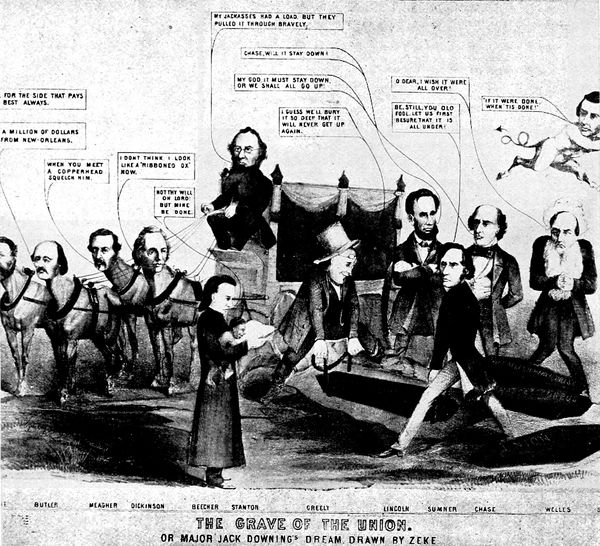 MY JACKASSES HAD A LOAD, BUT THEY
PULLED IT THROUGH BRAVELY.
CHASE, WILL IT STAY DOWN?
MY GOD, IT MUST STAY DOWN,
OR WE SHALL ALL GO UP!
I GUESS WE'LL BURY
IT SO DEEP THAT IT
WILL NEVER GET UP
AGAIN.
O DEAR, I WISH IT WERE
ALL OVER!
BE, STILL, YOU OLD
FOOL. LET US FIRST
BE SURE THAT IT IS
ALL UNDER!
"IF IT WERE DONE,
WHEN 'TIS DONE!"
FOR THE SIDE THAT PAYS
BEST ALWAYS.
A MILLION OF DOLLARS
FROM NEW-ORLEANS.
WHEN YOU MEET
A COPPERHEAD
SQUELCH HIM.
I DON'T THINK I LOOK
LIKE A "RIBBONED OX"
NOW.
NOT THY WILL
OH LORD!
BUT MINE
BE DONE.
BUTLER MEAGHER DICKINSON BEECHER STANTON GREELY LINCOLN SUMNER CHASE WELLES
THE GRAVE OF THE UNION.
OR MAJOR JACK DOWNING'S DREAM, DRAWN BY ZEKE